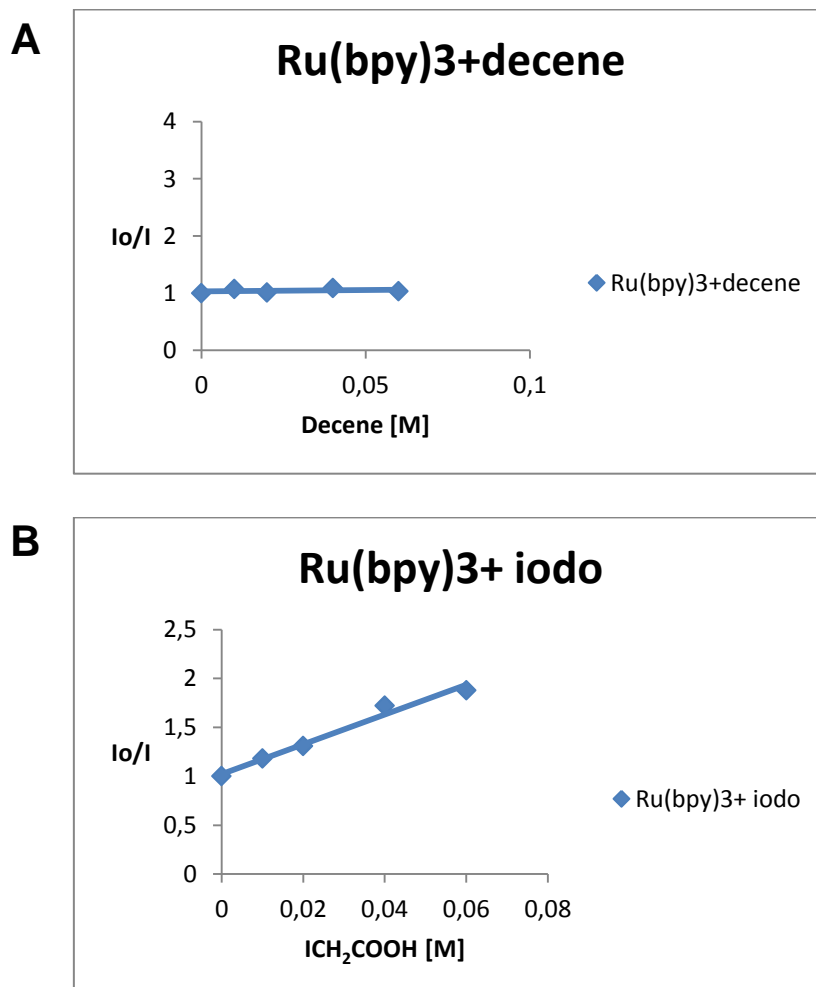 A
Ru(bpy)3+decene
4
3
2
1
0
Io/I
0 0,05 0,1
Decene [M]
Ru(bpy)3+decene
B
Ru(bpy)3+ iodo
2,5
2
1,5
1
0,5
0
Io/I
0 0,02 0,04 0,06 0,08
ICH₂COOH [M]
Ru(bpy)3+ iodo